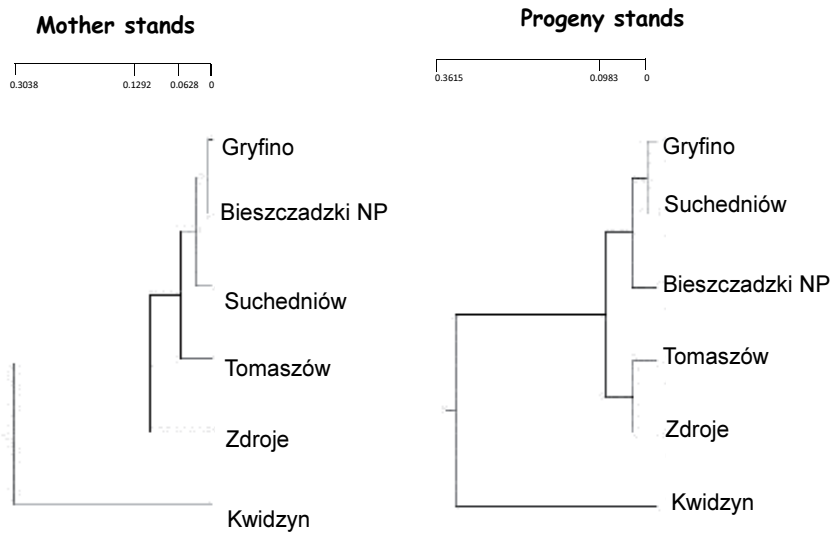 Mother stands
0.3038 0.1292 0.0628 0
Gryfino
Bieszczadzki NP
Suchedniów
Tomaszów
Zdroje
Kwidzyn
Progeny stands
0.3615 0.0983 0
Gryfino
Suchedniów
Bieszczadzki NP
Tomaszów
Zdroje
Kwidzyn